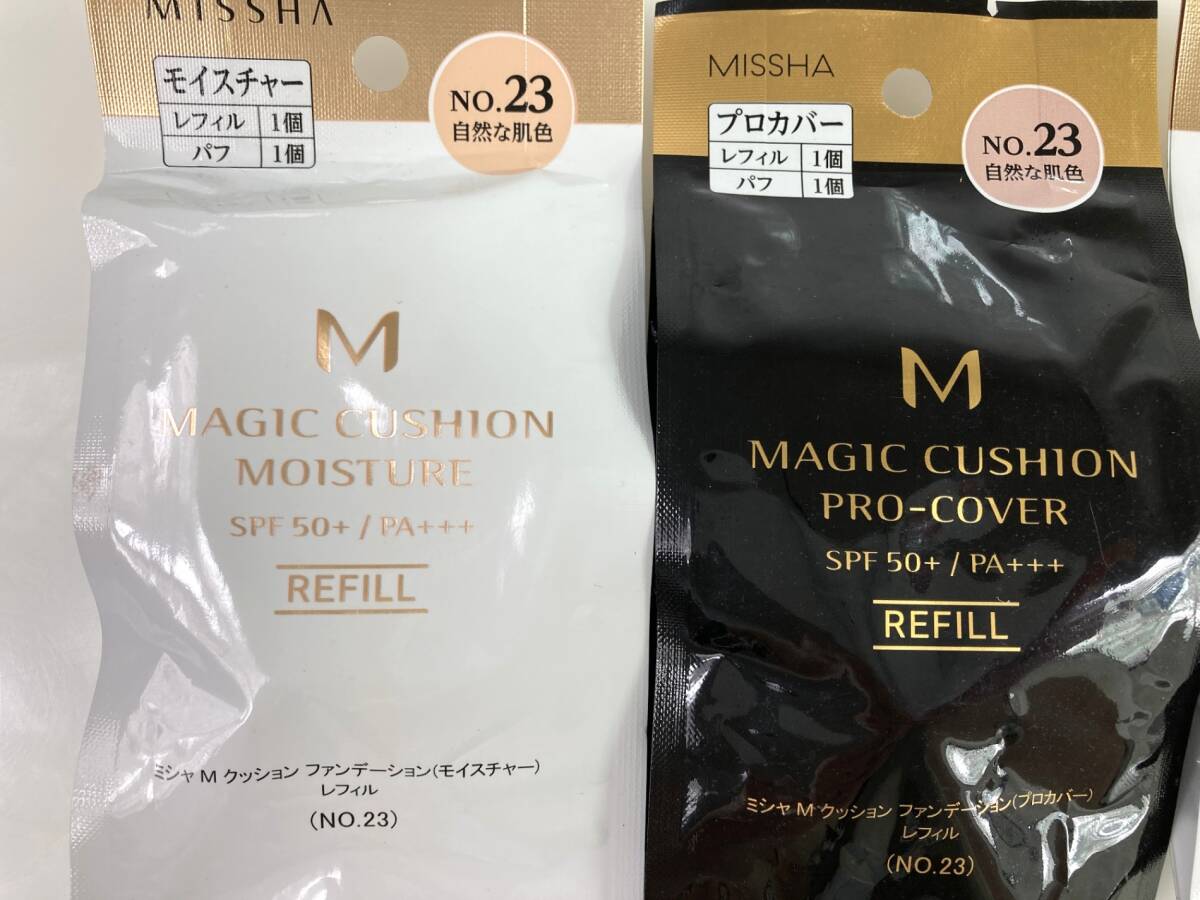 MISSHA
モイスチャー
レフィル 1個
パフ 1個
NO.23
自然な肌色
M
MAGIC CUSHION
MOISTURE
SPF 50+ / PA+++
REFILL
ミシャ M クッション ファンデーション(モイスチャー)
レフィル
(NO.23)
MISSHA
プロカバー
レフィル 1個
パフ 1個
NO.23
自然な肌色
M
MAGIC CUSHION
PRO-COVER
SPF 50+ / PA+++
REFILL
ミシャ M クッション ファンデーション(プロカバー)
レフィル
(NO.23)